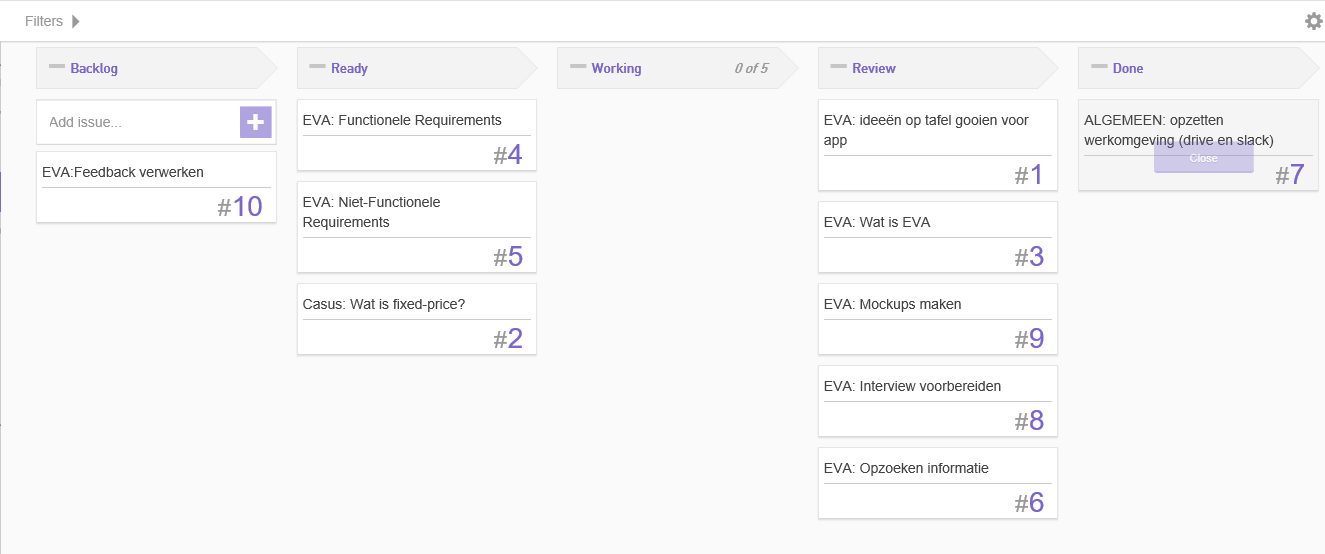 Filters
Backlog
Add issue...
EVA:Feedback verwerken
#10
Ready
EVA: Functionele Requirements
#4
EVA: Niet-Functionele
Requirements
#5
Casus: Wat is fixed-price?
#2
Working
0 of 5
Review
EVA: ideeën op tafel gooien voor
app
#1
EVA: Wat is EVA
#3
EVA: Mockups maken
#9
EVA: Interview voorbereiden
#8
EVA: Opzoeken informatie
#6
Done
ALGEMEEN: opzetten
werkomgeving (drive en slack)
Close
#7